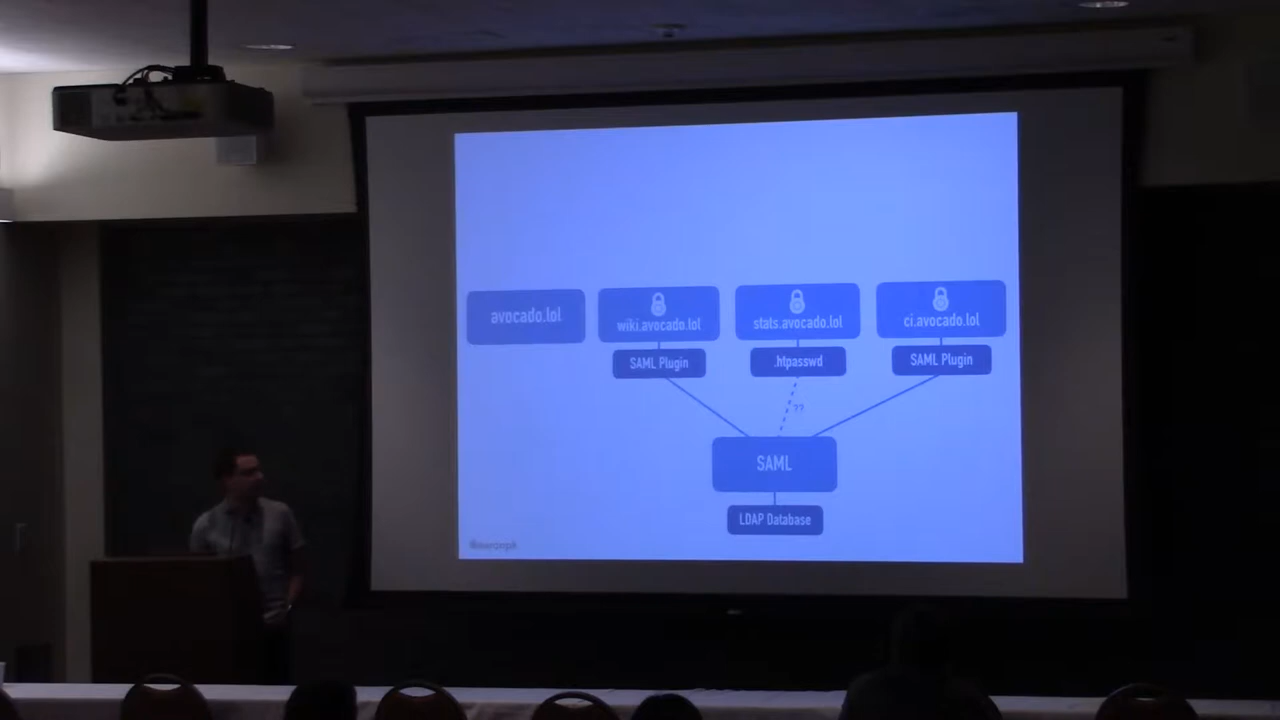 avocado.lol
wiki.avocado.lol
stats.avocado.lol
ci.avocado.lol
SAML Plugin
.htpasswd
SAML Plugin
??
SAML
LDAP Database